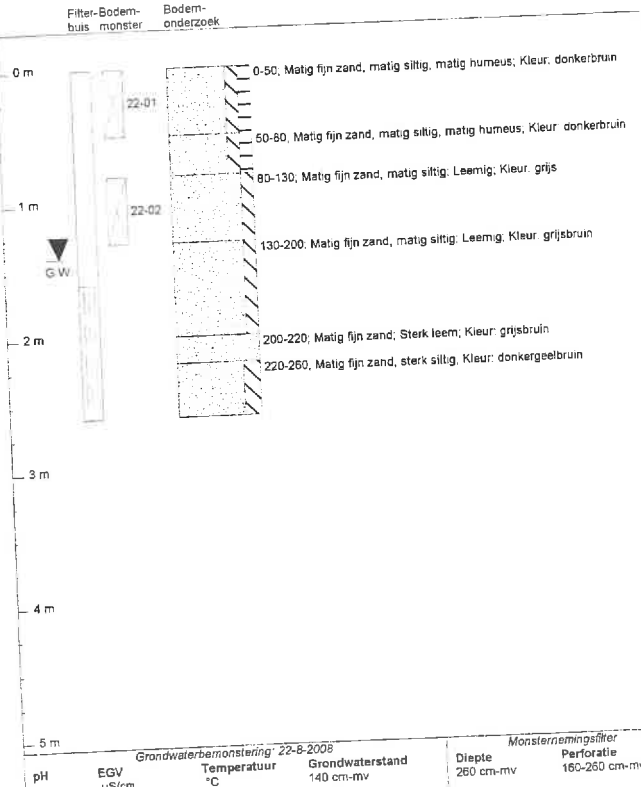 Filter- Bodem- Bodem-
buis monster onderzoek
0 m
0-50; Matig fijn zand, matig siltig, matig humeus; Kleur: donkerbruin
22-01
50-80, Matig fijn zand, matig siltig, matig humeus; Kleur: donkerbruin
80-130; Matig fijn zand, matig siltig; Leemig; Kleur: grijs
1 m
22-02
130-200; Matig fijn zand, matig siltig; Leemig; Kleur: grijsbruin
G.W.
2 m
200-220; Matig fijn zand; Sterk leem; Kleur: grijsbruin
220-260, Matig fijn zand, sterk siltig, Kleur: donkergeelbruin
3 m
4 m
5 m
Grondwaterbemonstering: 22-8-2008
Monsternemingsfilter
pH EGV Temperatuur Grondwaterstand Diepte Perforatie
µS/cm °C 140 cm-mv 260 cm-mv 160-260 cm-mv